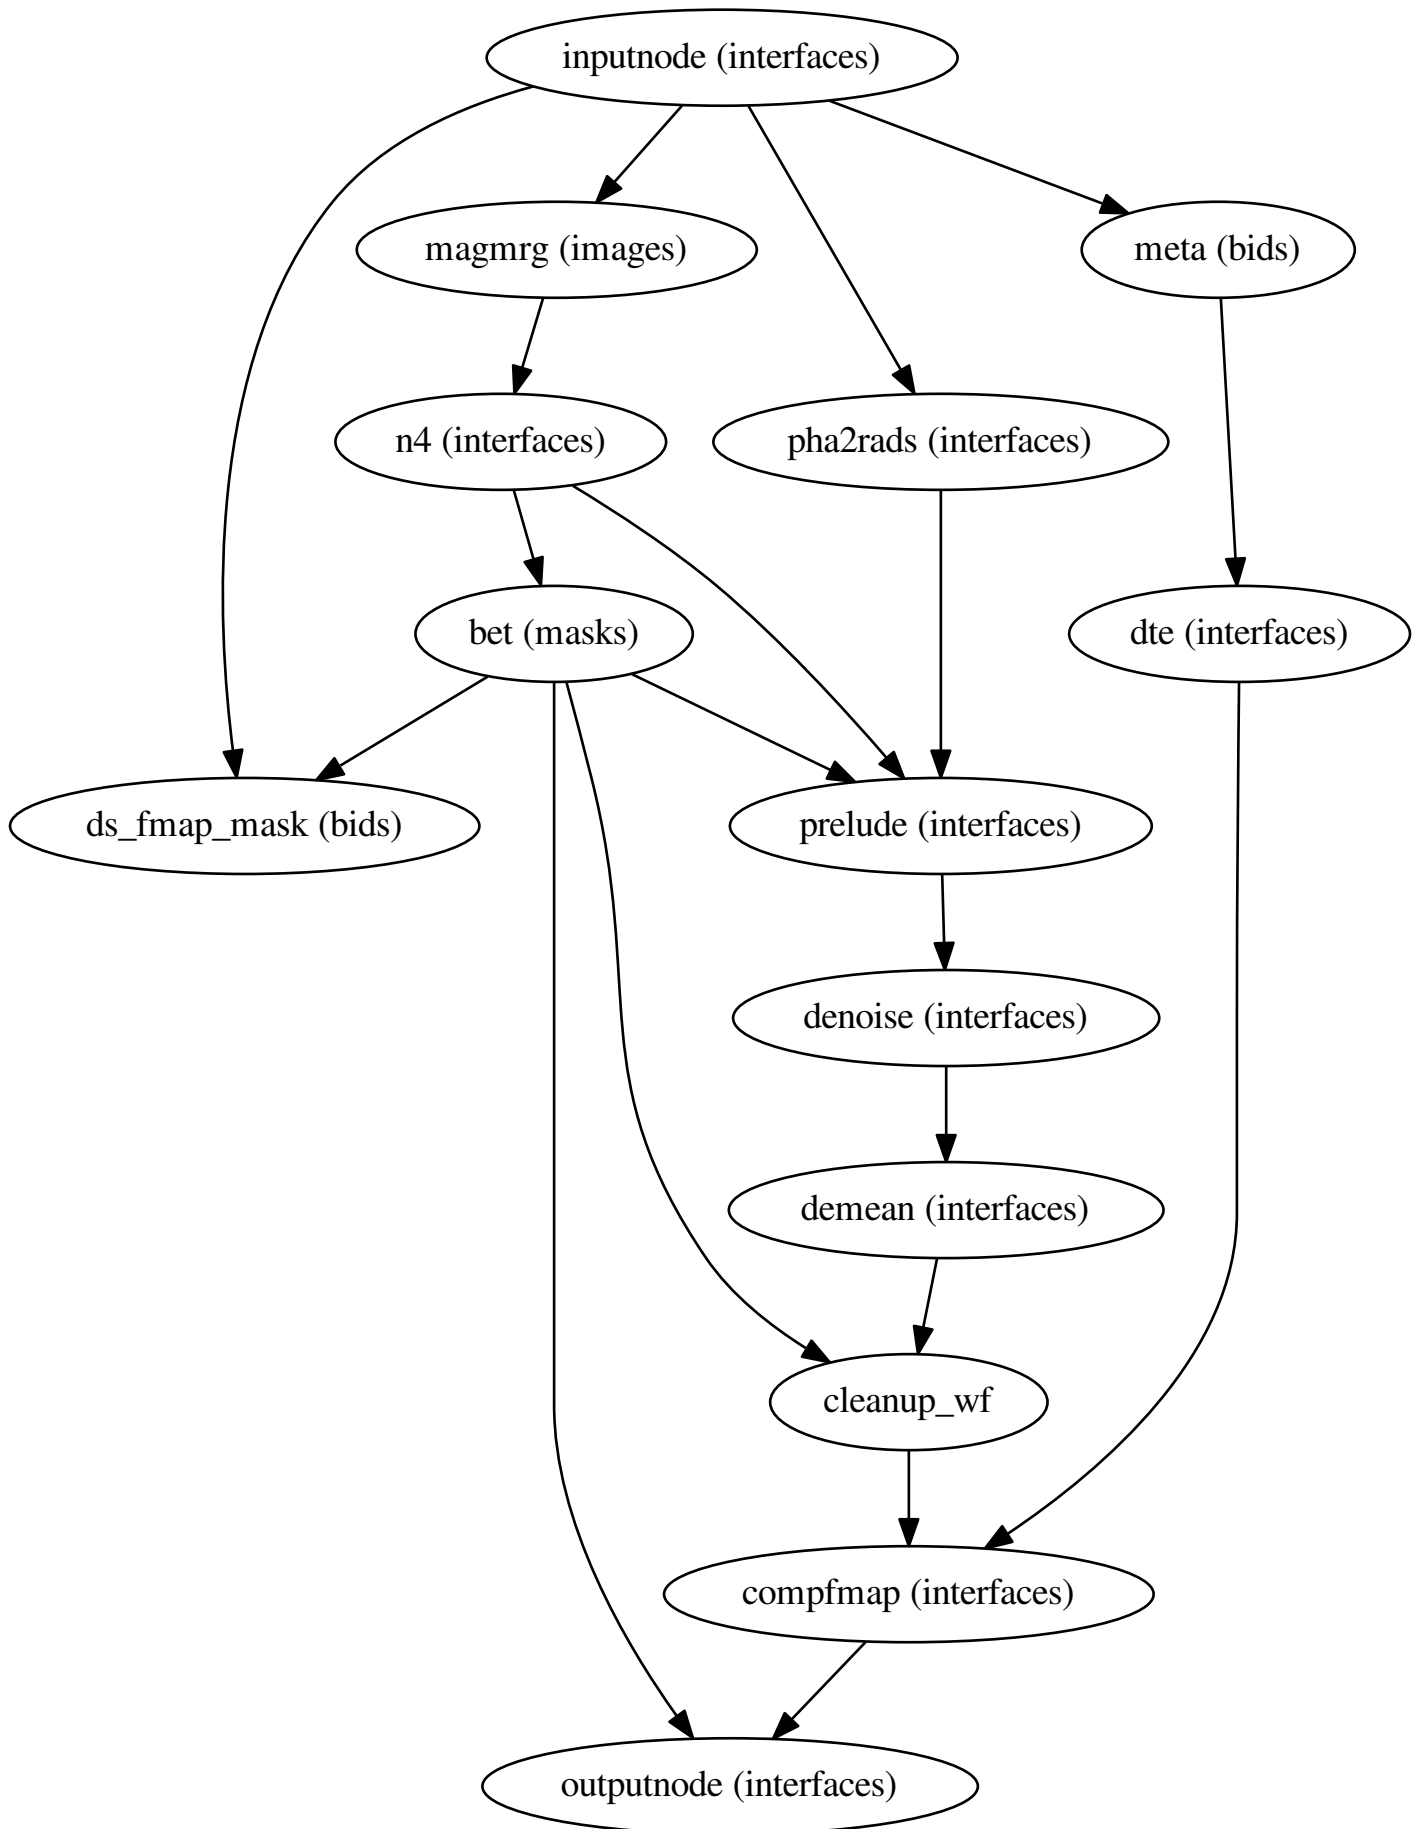 inputnode (interfaces)
magmrg (images)
meta (bids)
n4 (interfaces)
pha2rads (interfaces)
bet (masks)
dte (interfaces)
ds_fmap_mask (bids)
prelude (interfaces)
denoise (interfaces)
demean (interfaces)
cleanup_wf
compfmap (interfaces)
outputnode (interfaces)